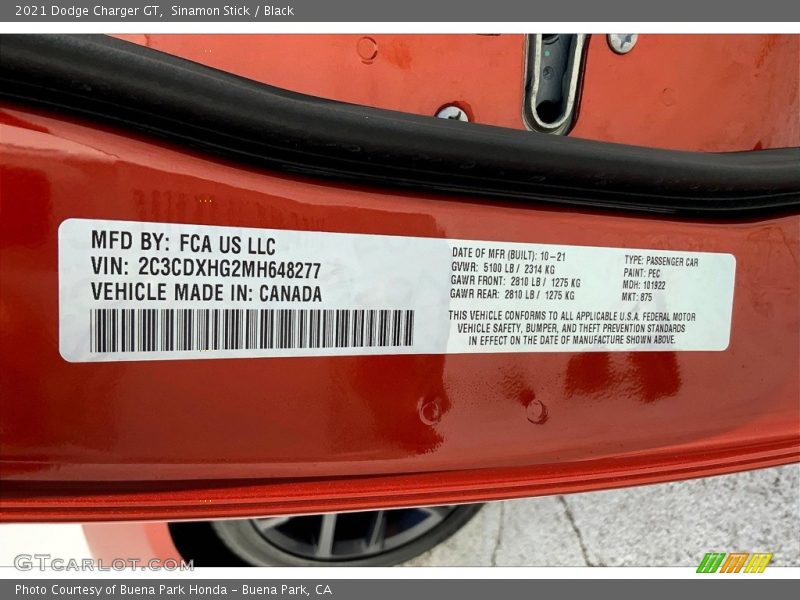 2021 Dodge Charger GT, Sinamon Stick / Black
MFD BY: FCA US LLC
VIN: 2C3CDXHG2MH648277
VEHICLE MADE IN: CANADA
DATE OF MFR (BUILT): 10-21
GVWR: 5100 LB / 2314 KG
GAWR FRONT: 2810 LB / 1275 KG
GAWR REAR: 2810 LB / 1275 KG
TYPE: PASSENGER CAR
PAINT: PEC
MDH: 101922
MKT: 875
THIS VEHICLE CONFORMS TO ALL APPLICABLE U.S.A. FEDERAL MOTOR
VEHICLE SAFETY, BUMPER, AND THEFT PREVENTION STANDARDS
IN EFFECT ON THE DATE OF MANUFACTURE SHOWN ABOVE.
GTCARLOT.COM
Photo Courtesy of Buena Park Honda - Buena Park, CA